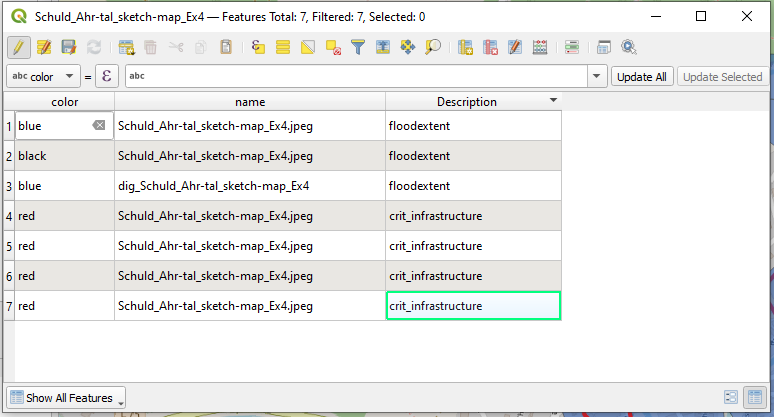 Schuld_Ahr-tal_sketch-map_Ex4 — Features Total: 7, Filtered: 7, Selected: 0
abc color = ε abc Update All Update Selected
color name Description
1 blue Schuld_Ahr-tal_sketch-map_Ex4.jpeg floodextent
2 black Schuld_Ahr-tal_sketch-map_Ex4.jpeg floodextent
3 blue dig_Schuld_Ahr-tal_sketch-map_Ex4 floodextent
4 red Schuld_Ahr-tal_sketch-map_Ex4.jpeg crit_infrastructure
5 red Schuld_Ahr-tal_sketch-map_Ex4.jpeg crit_infrastructure
6 red Schuld_Ahr-tal_sketch-map_Ex4.jpeg crit_infrastructure
7 red Schuld_Ahr-tal_sketch-map_Ex4.jpeg crit_infrastructure
Show All Features